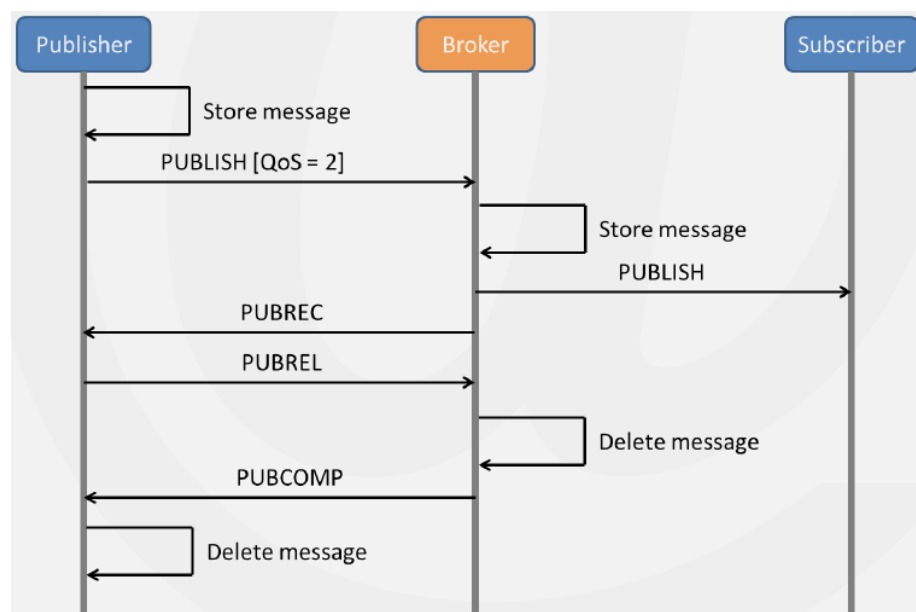 Publisher
Broker
Subscriber
Store message
PUBLISH [QoS = 2]
Store message
PUBLISH
PUBREC
PUBREL
Delete message
PUBCOMP
Delete message